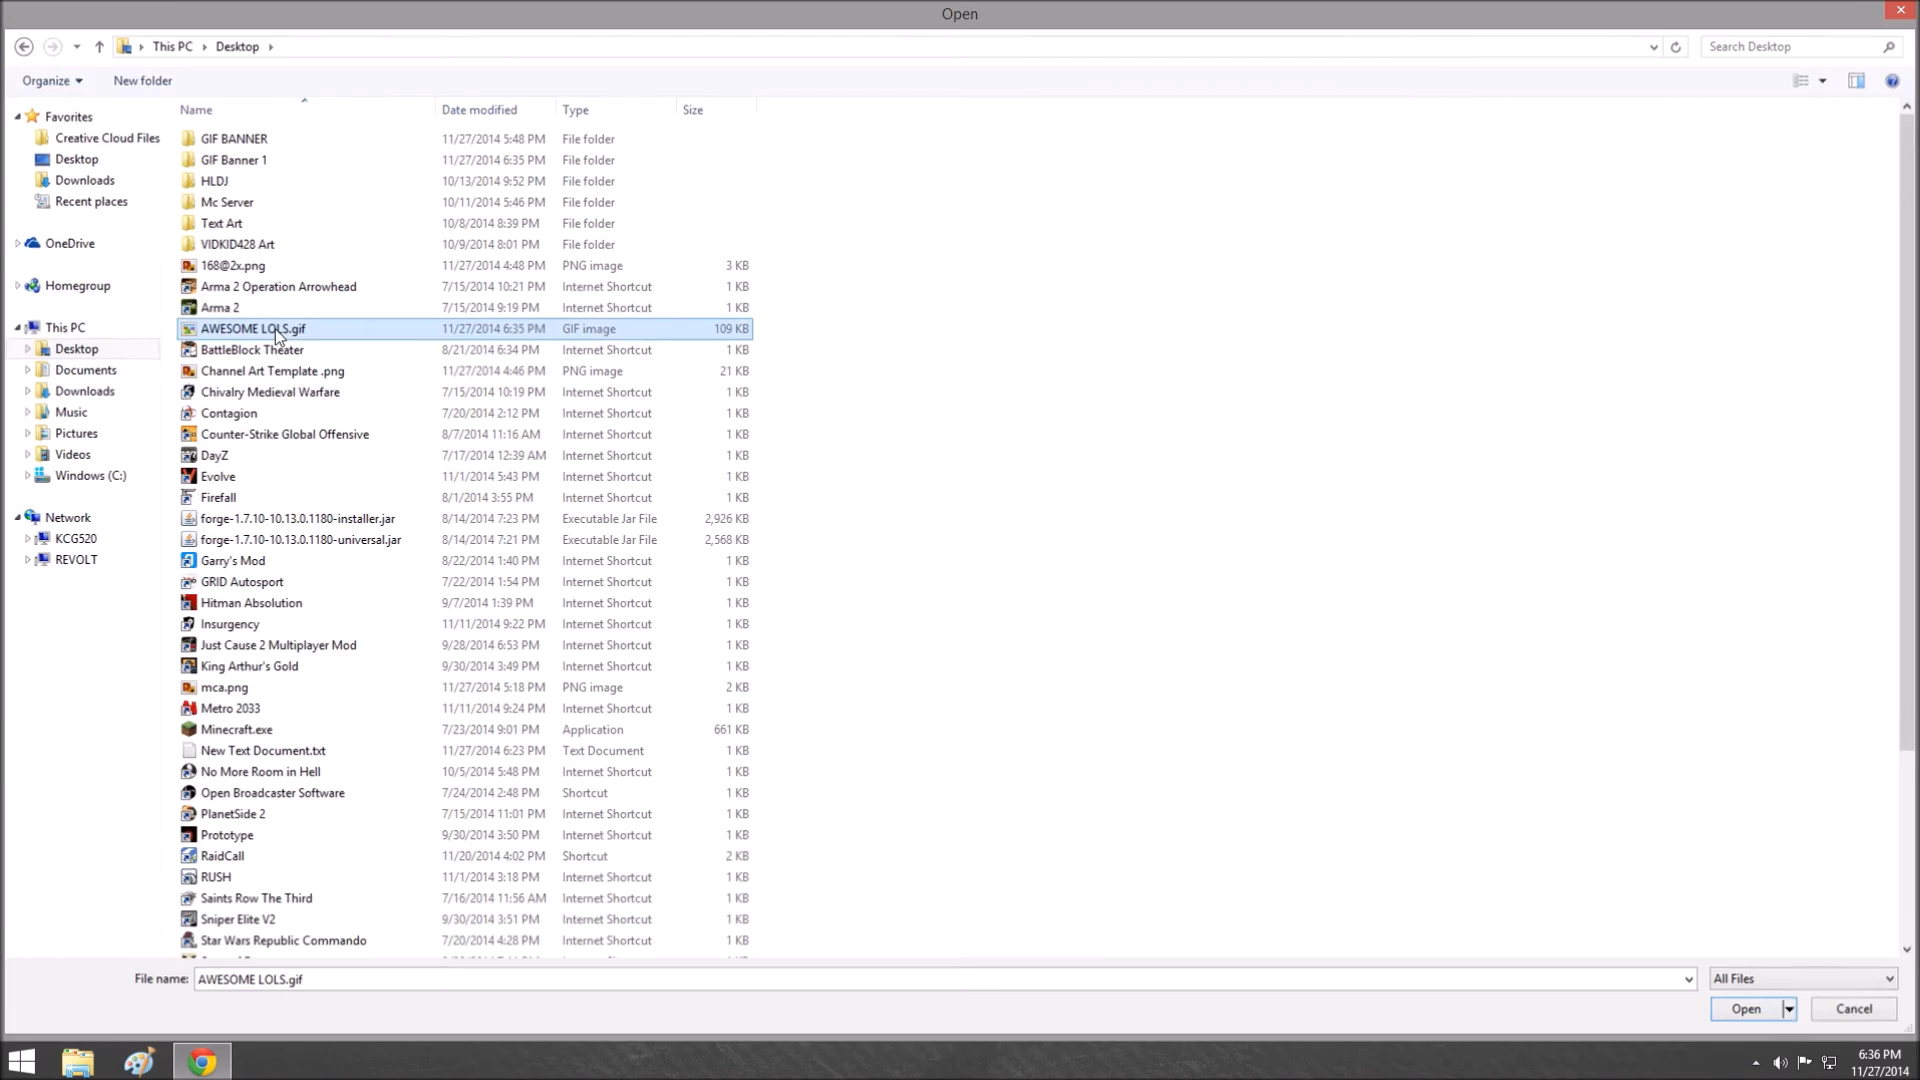 Open
This PC Desktop
Search Desktop
Organize New folder
Name Date modified Type Size
Favorites
Creative Cloud Files
Desktop
Downloads
Recent places
OneDrive
Homegroup
This PC
Desktop
Documents
Downloads
Music
Pictures
Videos
Windows (C:)
Network
KCG520
REVOLT
GIF BANNER 11/27/2014 5:48 PM File folder
GIF Banner 1 11/27/2014 6:35 PM File folder
HLDJ 10/13/2014 9:52 PM File folder
Mc Server 10/11/2014 5:46 PM File folder
Text Art 10/8/2014 8:39 PM File folder
VIDKID428 Art 10/9/2014 8:01 PM File folder
168@2x.png 11/27/2014 4:48 PM PNG image 3 KB
Arma 2 Operation Arrowhead 7/15/2014 10:21 PM Internet Shortcut 1 KB
Arma 2 7/15/2014 9:19 PM Internet Shortcut 1 KB
AWESOME LOLS.gif 11/27/2014 6:35 PM GIF image 109 KB
BattleBlock Theater 8/21/2014 6:34 PM Internet Shortcut 1 KB
Channel Art Template .png 11/27/2014 4:46 PM PNG image 21 KB
Chivalry Medieval Warfare 7/15/2014 10:19 PM Internet Shortcut 1 KB
Contagion 7/20/2014 2:12 PM Internet Shortcut 1 KB
Counter-Strike Global Offensive 8/7/2014 11:16 AM Internet Shortcut 1 KB
DayZ 7/17/2014 12:39 AM Internet Shortcut 1 KB
Evolve 11/1/2014 5:43 PM Internet Shortcut 1 KB
Firefall 8/1/2014 3:55 PM Internet Shortcut 1 KB
forge-1.7.10-10.13.0.1180-installer.jar 8/14/2014 7:23 PM Executable Jar File 2,926 KB
forge-1.7.10-10.13.0.1180-universal.jar 8/14/2014 7:21 PM Executable Jar File 2,568 KB
Garry's Mod 8/22/2014 1:40 PM Internet Shortcut 1 KB
GRID Autosport 7/22/2014 1:54 PM Internet Shortcut 1 KB
Hitman Absolution 9/7/2014 1:39 PM Internet Shortcut 1 KB
Insurgency 11/11/2014 9:22 PM Internet Shortcut 1 KB
Just Cause 2 Multiplayer Mod 9/28/2014 6:53 PM Internet Shortcut 1 KB
King Arthur's Gold 9/30/2014 3:49 PM Internet Shortcut 1 KB
mca.png 11/27/2014 5:18 PM PNG image 2 KB
Metro 2033 11/11/2014 9:24 PM Internet Shortcut 1 KB
Minecraft.exe 7/23/2014 9:01 PM Application 661 KB
New Text Document.txt 11/27/2014 6:23 PM Text Document 1 KB
No More Room in Hell 10/5/2014 5:48 PM Internet Shortcut 1 KB
Open Broadcaster Software 7/24/2014 2:48 PM Shortcut 1 KB
PlanetSide 2 7/15/2014 11:01 PM Internet Shortcut 1 KB
Prototype 9/30/2014 3:50 PM Internet Shortcut 1 KB
RaidCall 11/20/2014 4:02 PM Shortcut 2 KB
RUSH 11/1/2014 3:18 PM Internet Shortcut 1 KB
Saints Row The Third 7/16/2014 11:56 AM Internet Shortcut 1 KB
Sniper Elite V2 9/30/2014 3:51 PM Internet Shortcut 1 KB
Star Wars Republic Commando 7/20/2014 4:28 PM Internet Shortcut 1 KB
File name: AWESOME LOLS.gif All Files
Open Cancel
6:36 PM
11/27/2014